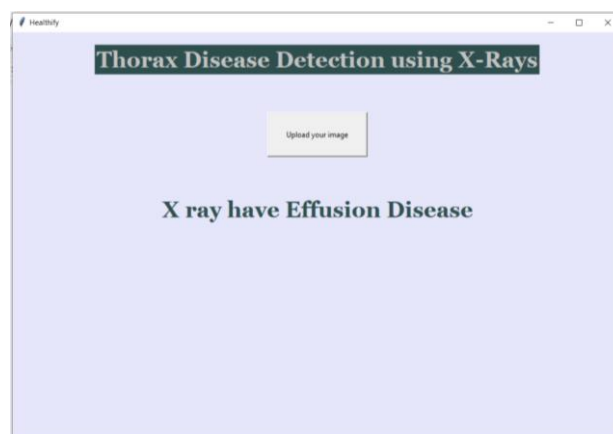 Healthify
Thorax Disease Detection using X-Rays
Upload your image
X ray have Effusion Disease